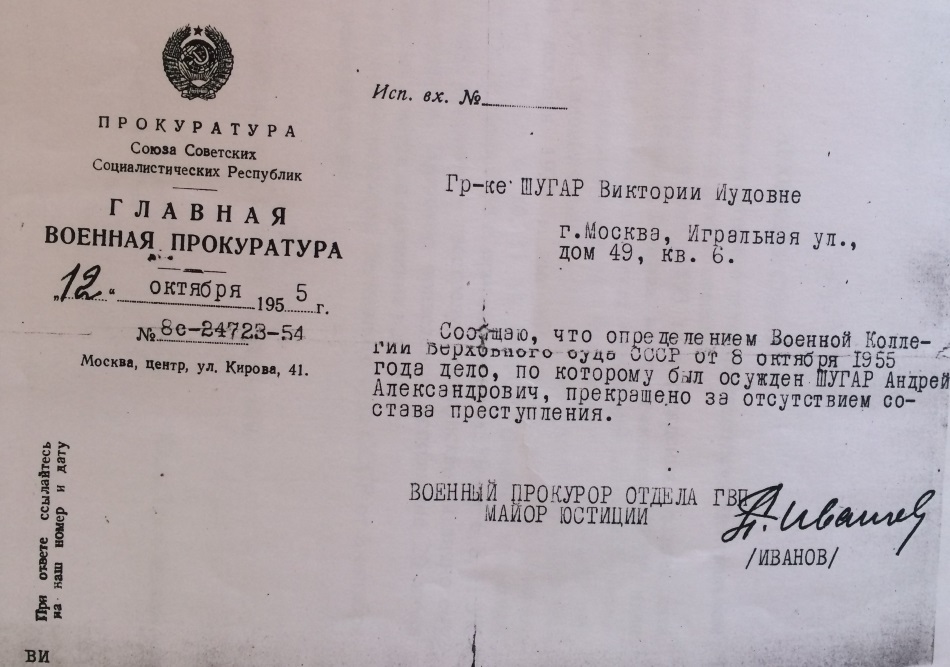 ПРОКУРАТУРА
Союза Советских
Социалистических Республик
ГЛАВНАЯ
ВОЕННАЯ ПРОКУРАТУРА
„12“ октября 1955 г.
№ 8с-24723-54
Москва, центр, ул. Кирова, 41.
При ответе ссылайтесь
на наш номер и дату
Исп. вх. №
Гр-ке ШУГАР Виктории Иудовне
г.Москва, Игральная ул.,
дом 49, кв. 6.
Сообщаю, что определением Военной Колле-
гии Верховного суда СССР от 8 октября 1955
года дело, по которому был осужден ШУГАР Андрей
Александрович, прекращено за отсутствием со-
става преступления.
ВОЕННЫЙ ПРОКУРОР ОТДЕЛА ГВП
МАЙОР ЮСТИЦИИ
Иванов
/ИВАНОВ/
ВИ